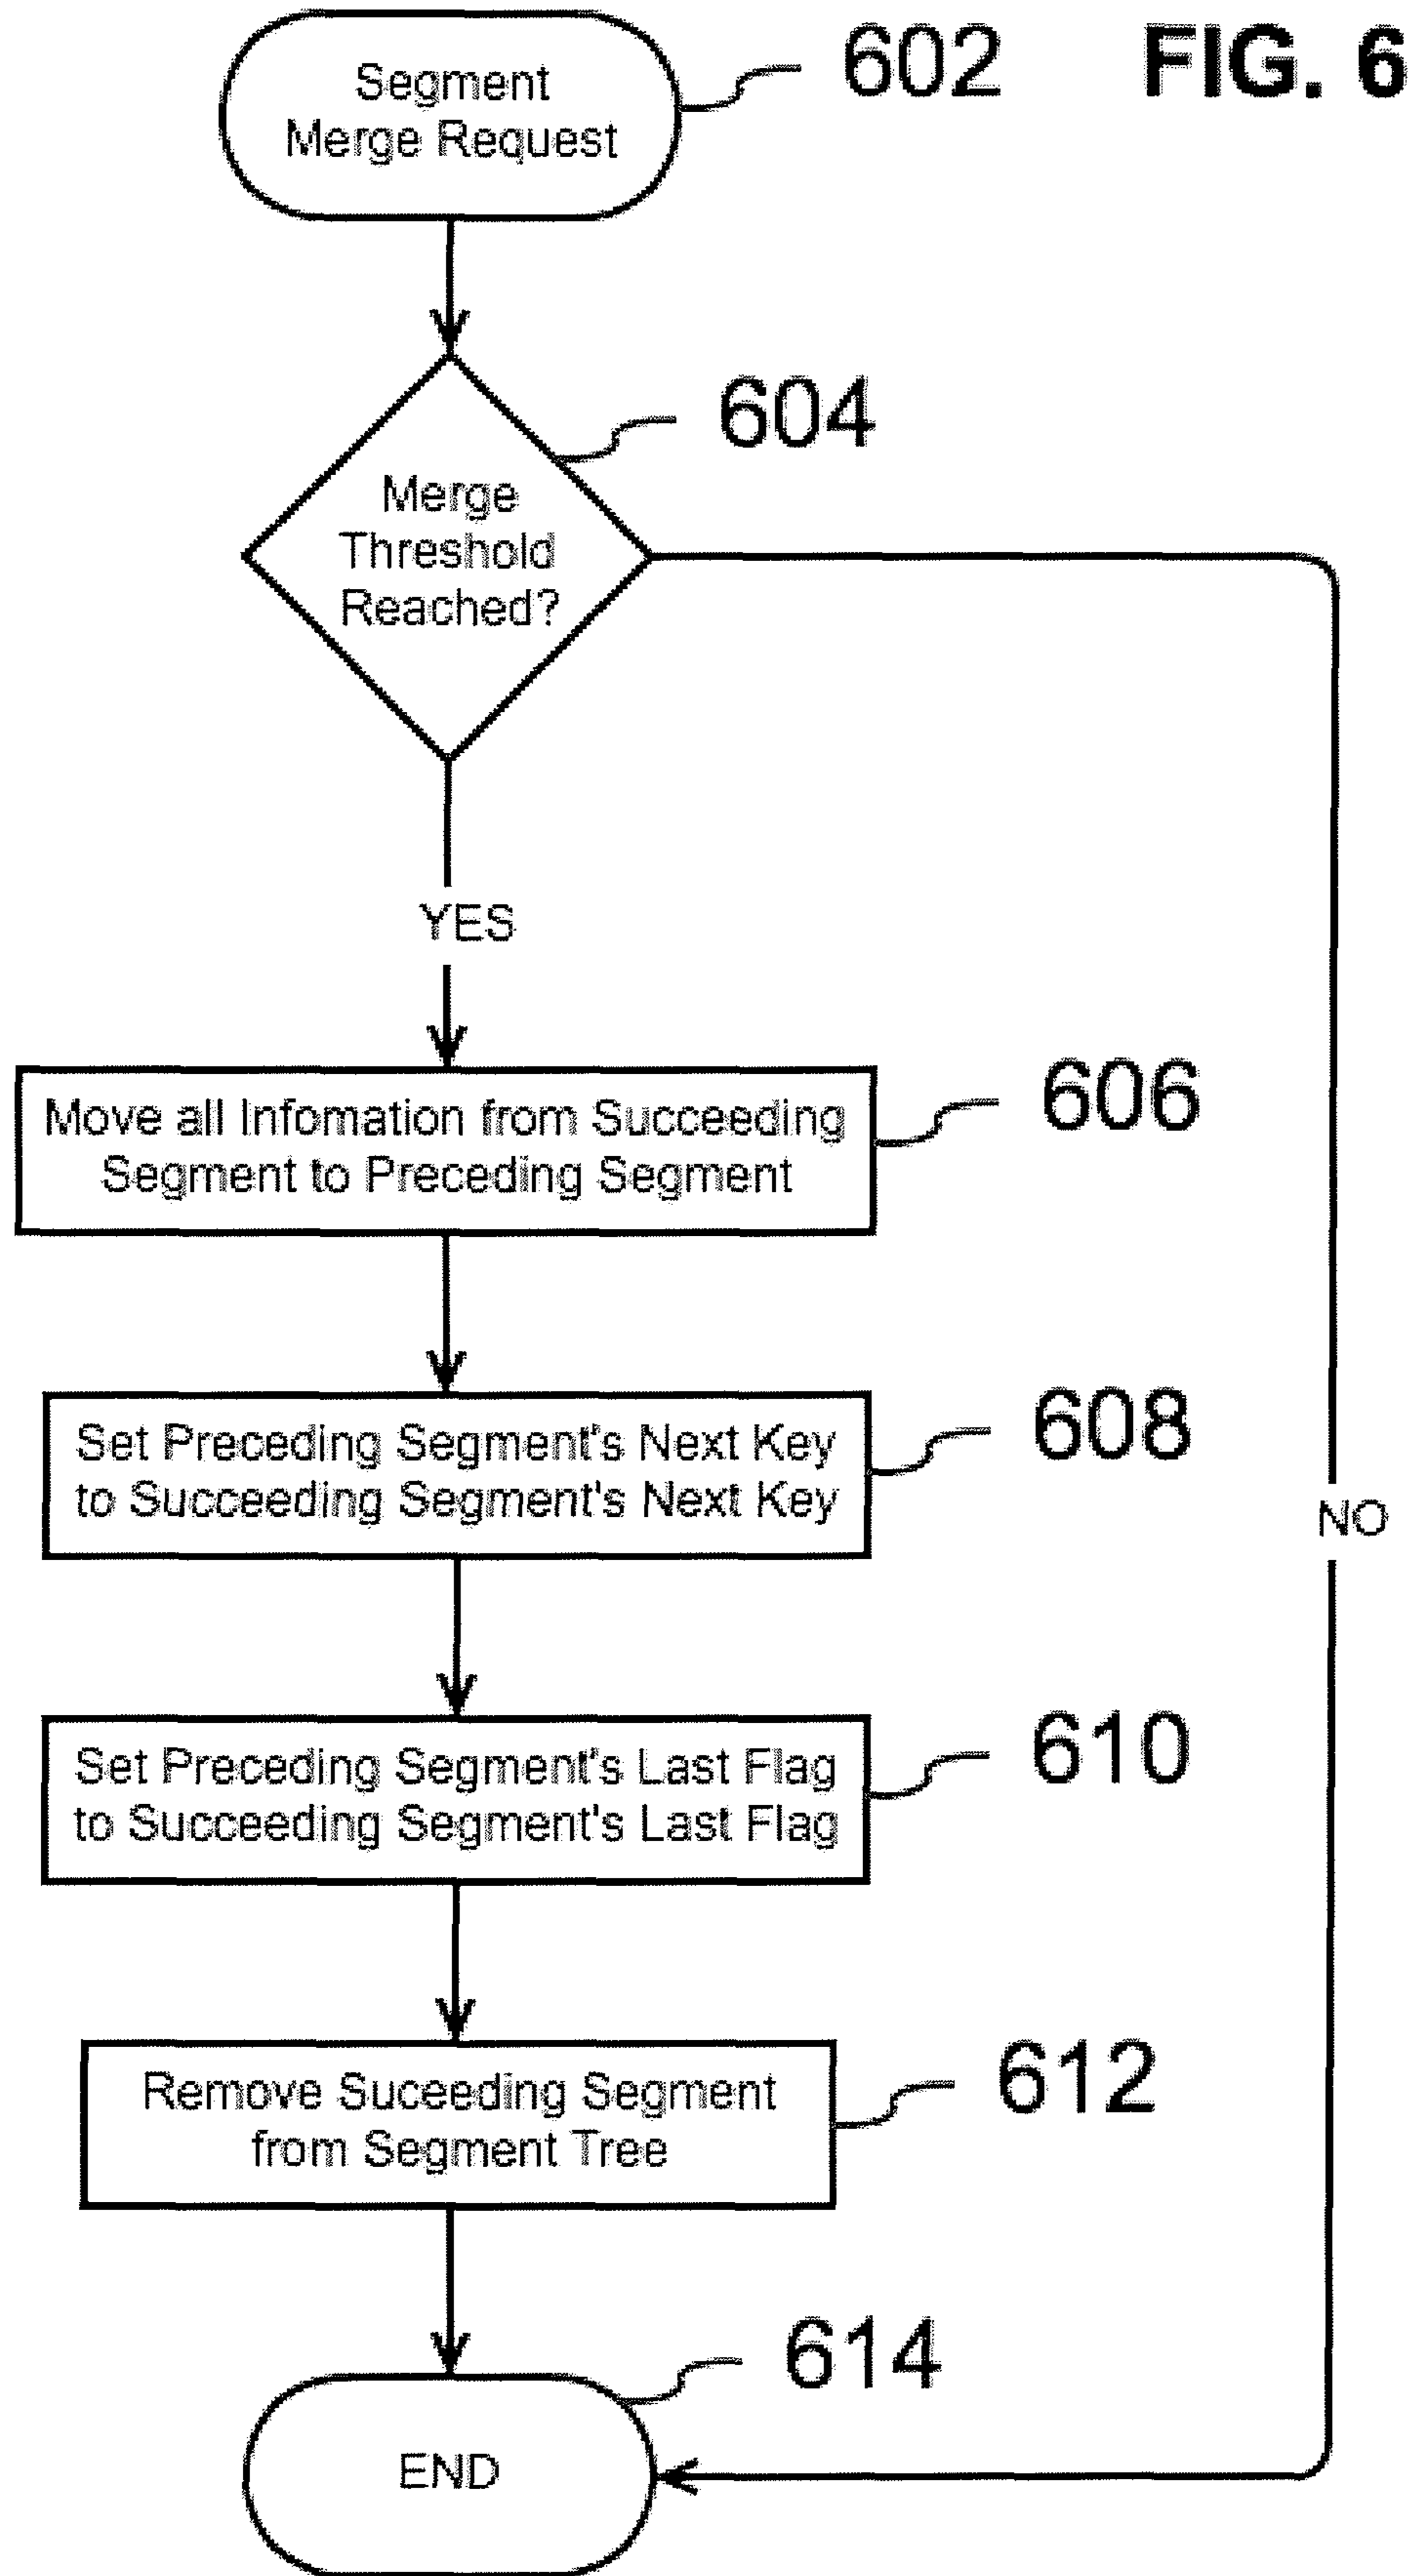 602 FIG. 6
Segment
Merge Request
604
Merge
Threshold
Reached?
YES
606
Move all Infomation from Succeeding
Segment to Preceding Segment
608
Set Preceding Segment's Next Key
to Succeeding Segment's Next Key
NO
610
Set Preceding Segment's Last Flag
to Succeeding Segment's Last Flag
612
Remove Suceeding Segment
from Segment Tree
614
END